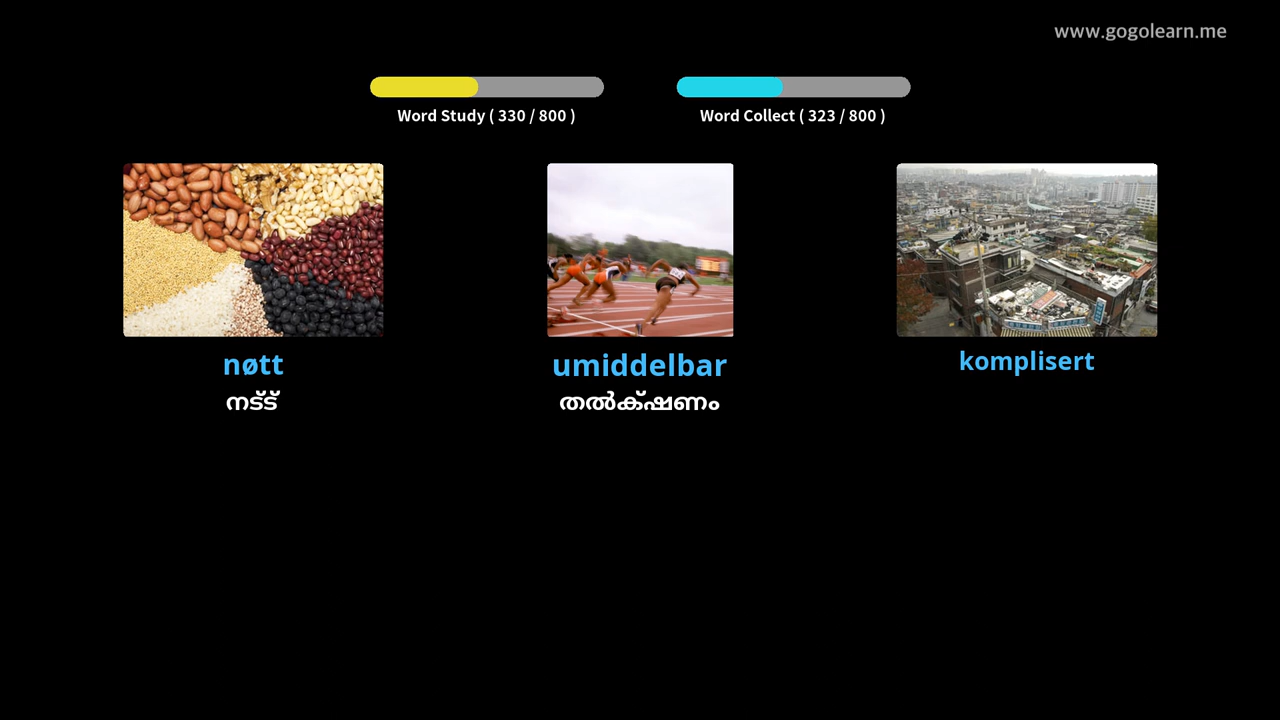 www.gogolearn.me
Word Study ( 330 / 800 )
Word Collect ( 323 / 800 )
nøtt
umiddelbar
komplisert
നട്ട്
തൽക്ഷണം